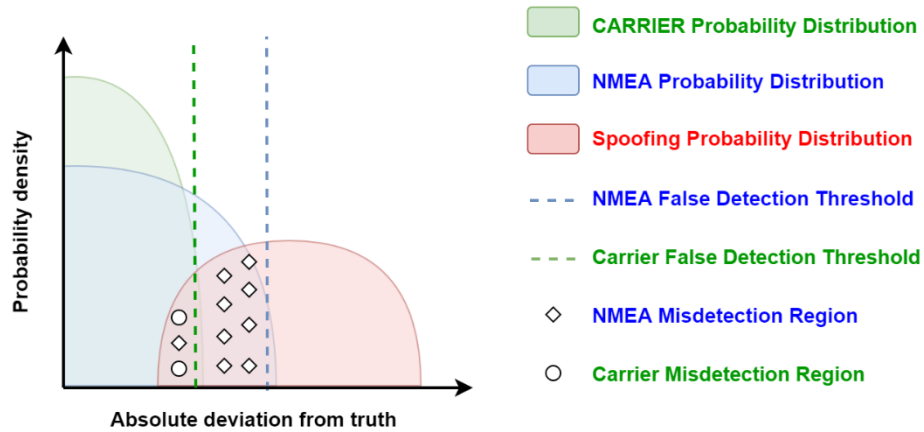 Probability density
Absolute deviation from truth
CARRIER Probability Distribution
NMEA Probability Distribution
Spoofing Probability Distribution
NMEA False Detection Threshold
Carrier False Detection Threshold
NMEA Misdetection Region
Carrier Misdetection Region